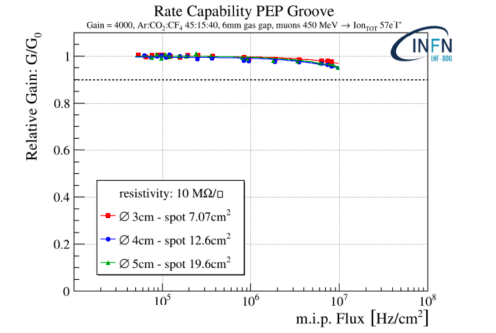 Rate Capability PEP Groove
Gain = 4000, Ar:CO₂:CF₄ 45:15:40, 6mm gas gap, muons 450 MeV → Ion_TOT 57e⁻I⁺
Relative Gain: G/G₀
1
0.8
0.6
0.4
0.2
0
INFN
LNF-DDG
resistivity: 10 MΩ/□
∅ 3cm - spot 7.07cm²
∅ 4cm - spot 12.6cm²
∅ 5cm - spot 19.6cm²
10⁵
10⁶
10⁷
10⁸
m.i.p. Flux [Hz/cm²]